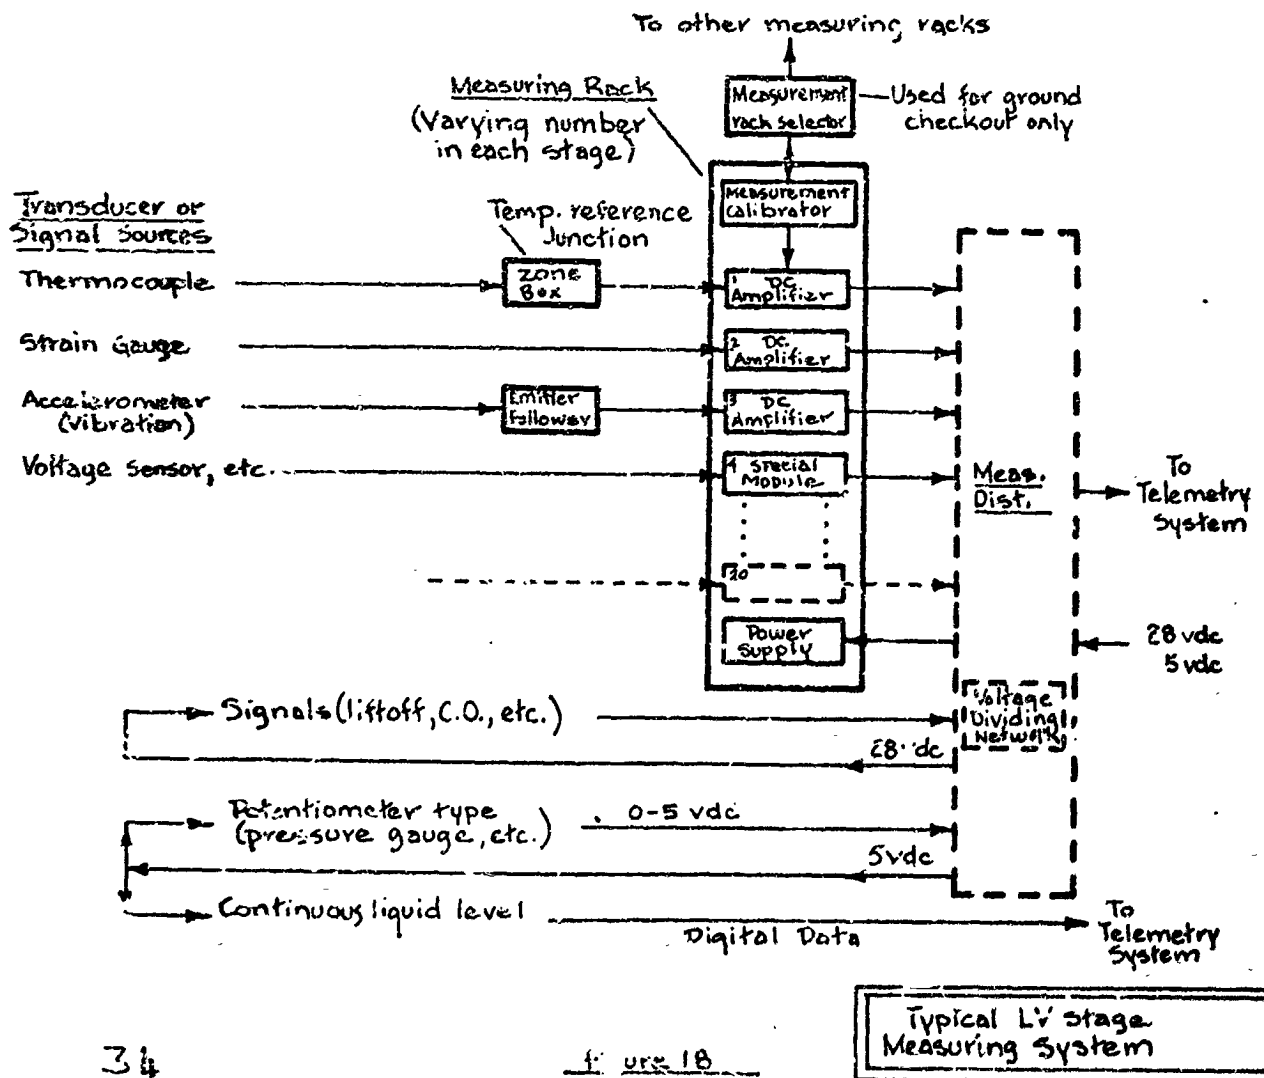 To other measuring racks
Measuring Rack
(Varying number
in each stage)
Measurement
rack selector
Used for ground
checkout only
Transducer or
Signal Sources
Temp. reference
Junction
Measurement
Calibrator
Thermocouple
Zone
Box
1 DC
Amplifier
Strain Gauge
2 DC
Amplifier
Accelerometer
(vibration)
Emitter
Follower
3 DC
Amplifier
Voltage sensor, etc.
4 Special
Module
Meas.
Dist.
To
Telemetry
System
20
Power
Supply
28 vdc
5 vdc
Signals (liftoff, C.O., etc.)
Voltage
Dividing
Network
28 dc
Potentiometer type
(pressure gauge, etc.)
0-5 vdc
5vdc
Continuous liquid level
Digital Data
To
Telemetry
System
Typical LV Stage
Measuring System
34
18